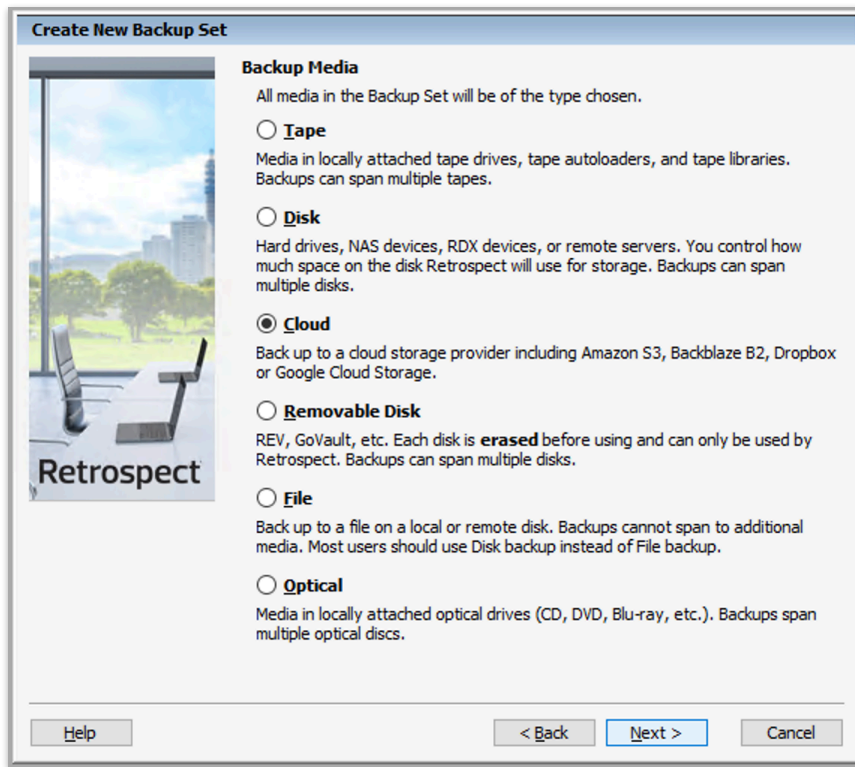 Create New Backup Set
Backup Media
All media in the Backup Set will be of the type chosen.
Tape
Media in locally attached tape drives, tape autoloaders, and tape libraries.
Backups can span multiple tapes.
Disk
Hard drives, NAS devices, RDX devices, or remote servers. You control how
much space on the disk Retrospect will use for storage. Backups can span
multiple disks.
Cloud
Back up to a cloud storage provider including Amazon S3, Backblaze B2, Dropbox
or Google Cloud Storage.
Removable Disk
REV, GoVault, etc. Each disk is erased before using and can only be used by
Retrospect. Backups can span multiple disks.
Retrospect
File
Back up to a file on a local or remote disk. Backups cannot span to additional
media. Most users should use Disk backup instead of File backup.
Optical
Media in locally attached optical drives (CD, DVD, Blu-ray, etc.). Backups span
multiple optical discs.
Help
< Back
Next >
Cancel